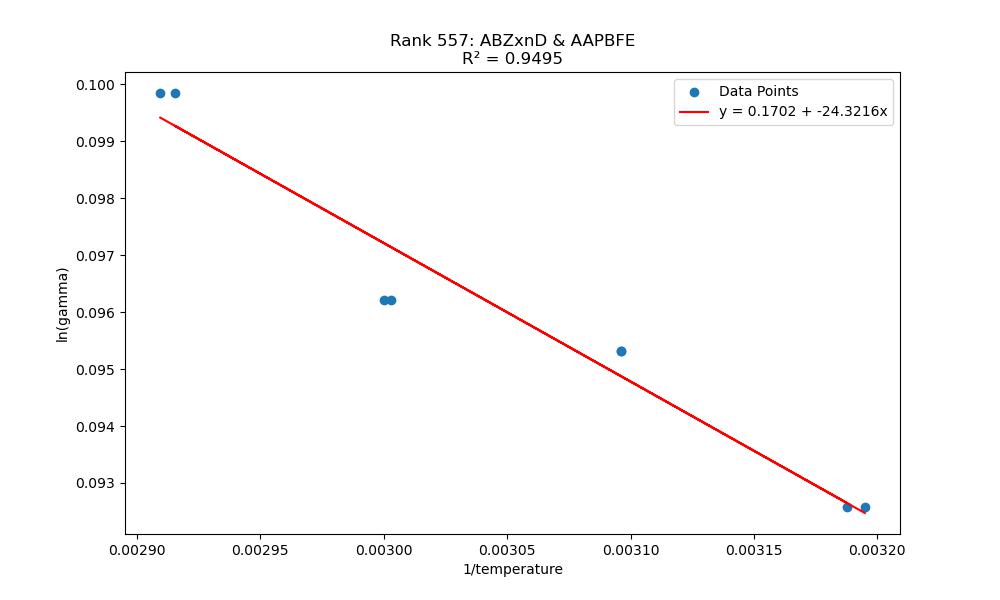 Rank 557: ABZxnD & AAPBFE
R² = 0.9495
Data Points
y = 0.1702 + -24.3216x
0.100
0.099
0.098
0.097
0.096
0.095
0.094
0.093
ln(gamma)
0.00290 0.00295 0.00300 0.00305 0.00310 0.00315 0.00320
1/temperature